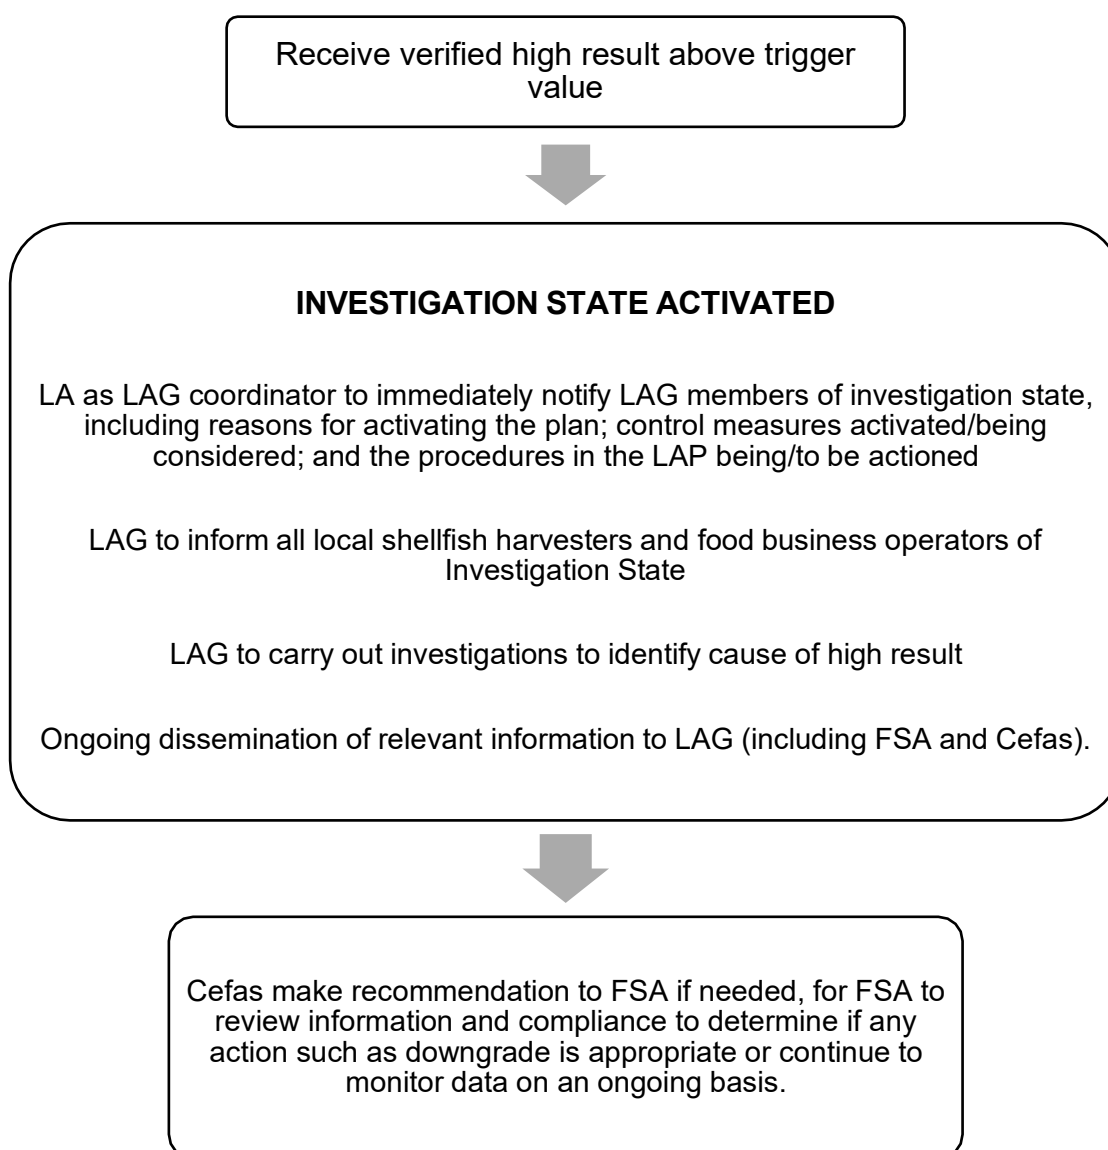 Receive verified high result above trigger
value
INVESTIGATION STATE ACTIVATED
LA as LAG coordinator to immediately notify LAG members of investigation state,
including reasons for activating the plan; control measures activated/being
considered; and the procedures in the LAP being/to be actioned
LAG to inform all local shellfish harvesters and food business operators of
Investigation State
LAG to carry out investigations to identify cause of high result
Ongoing dissemination of relevant information to LAG (including FSA and Cefas).
Cefas make recommendation to FSA if needed, for FSA to
review information and compliance to determine if any
action such as downgrade is appropriate or continue to
monitor data on an ongoing basis.